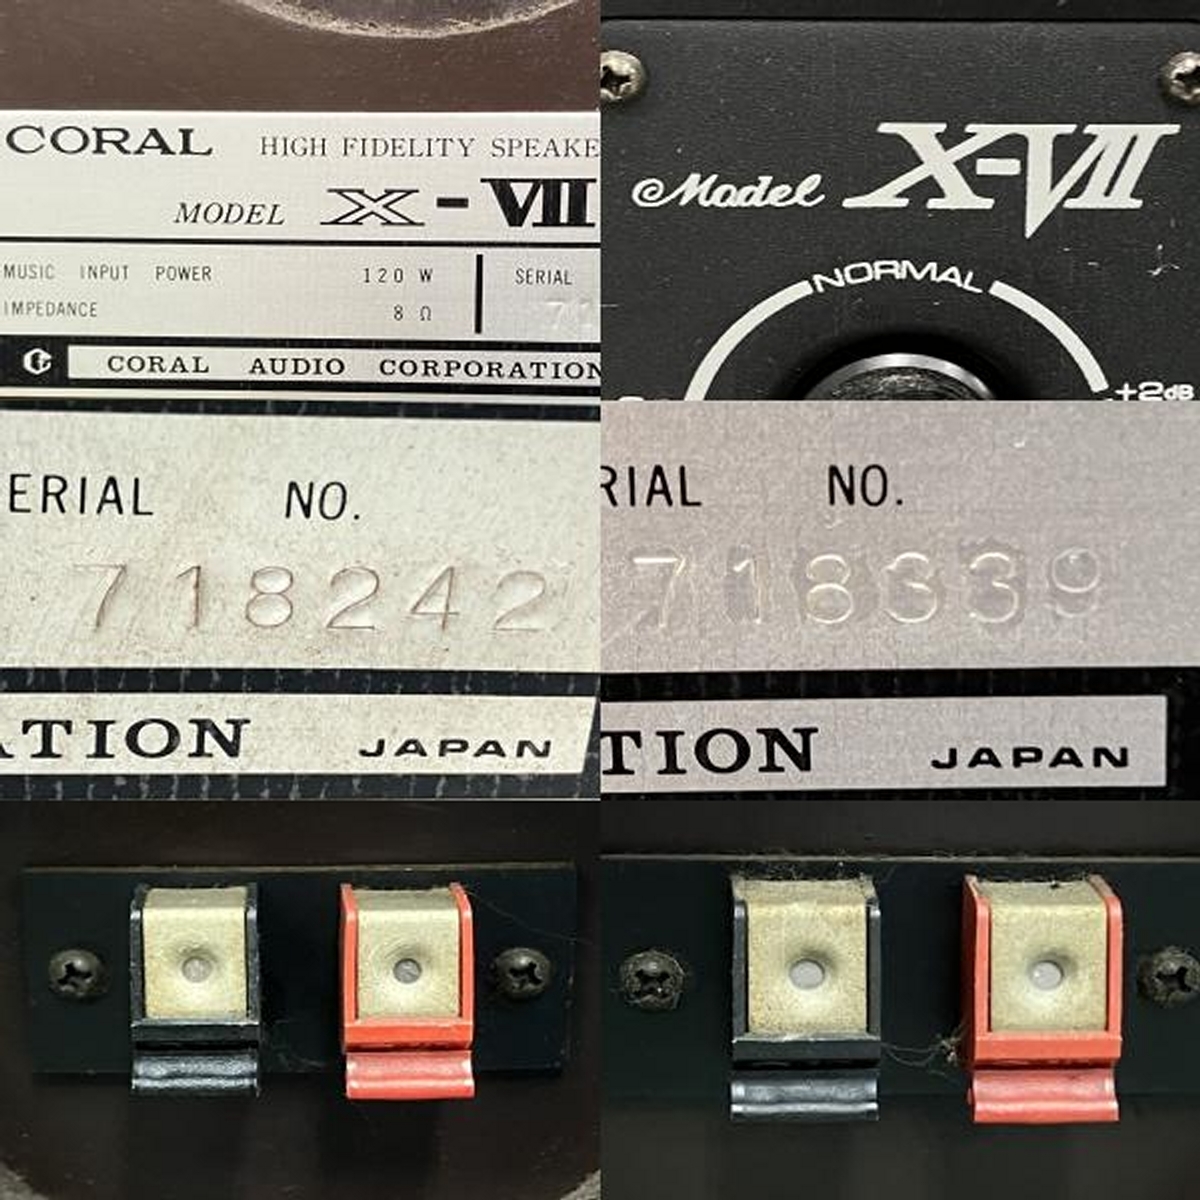 CORAL HIGH FIDELITY SPEAKE
MODEL X-VII
MUSIC INPUT POWER 120 W
SERIAL
IMPEDANCE 8 Ω
CORAL AUDIO CORPORATION
Model X-VII
NORMAL
+2dB
ERIAL NO.
718242
ATION JAPAN
RIAL NO.
718339
TION JAPAN